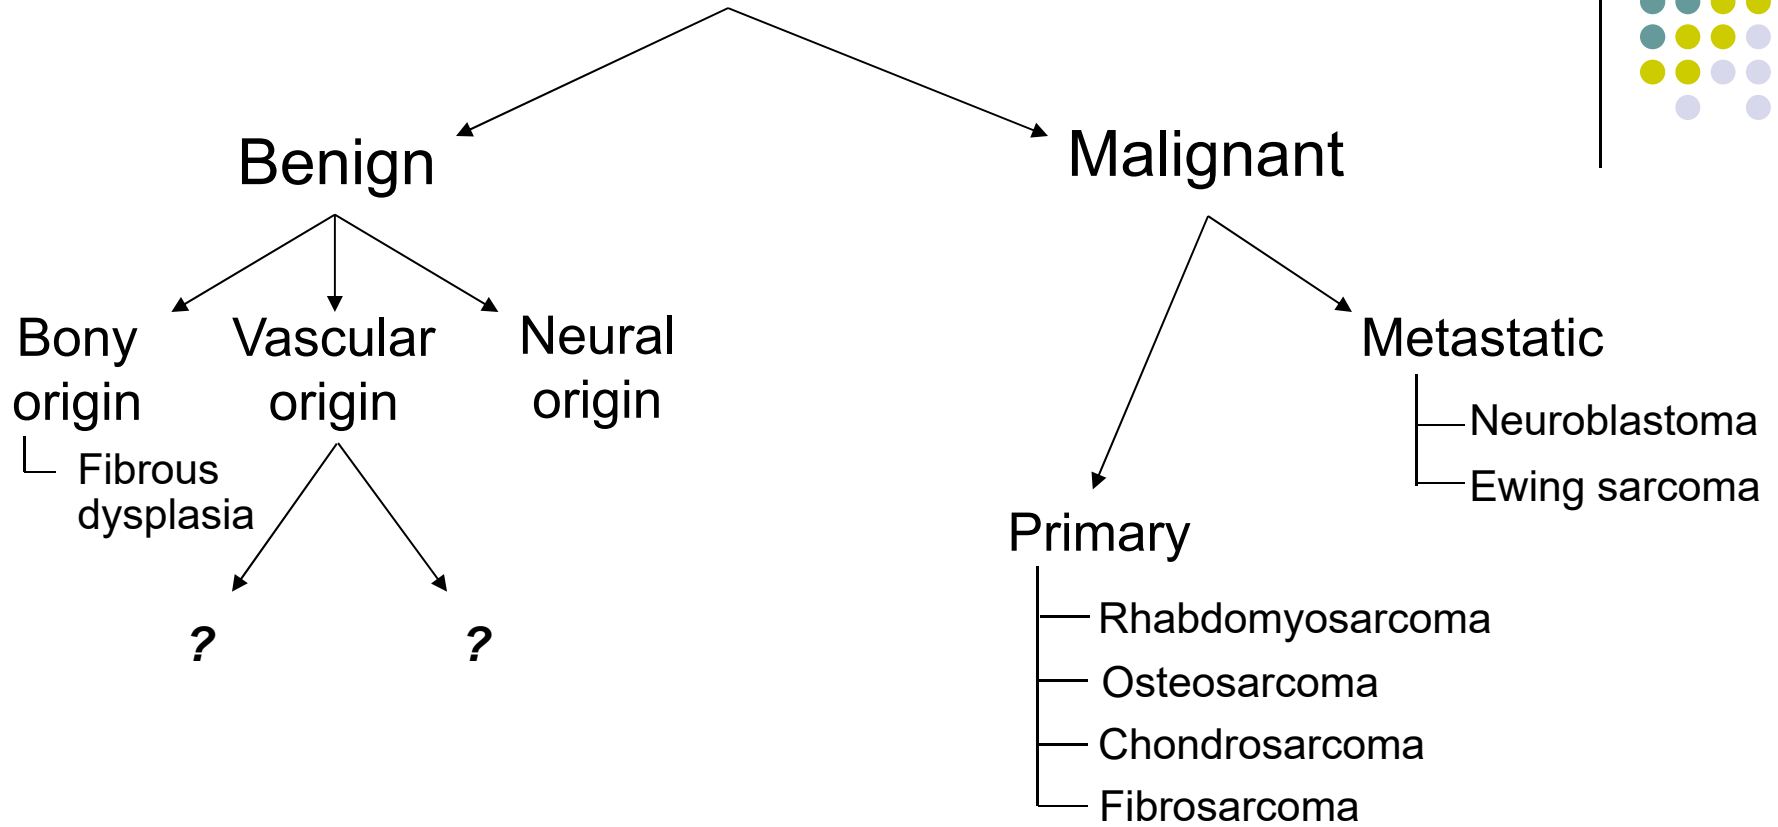 Benign
Malignant
Bony
origin
Vascular
origin
Neural
origin
Metastatic
Fibrous
dysplasia
Neuroblastoma
Ewing sarcoma
Primary
?
?
Rhabdomyosarcoma
Osteosarcoma
Chondrosarcoma
Fibrosarcoma